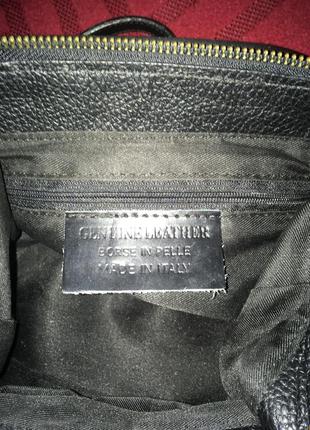 GENUINE LEATHER
BORSE IN PELLE
MADE IN ITALY